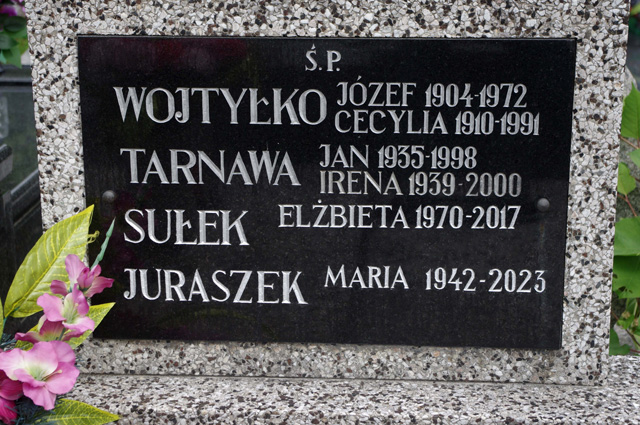 Ś.P.
WOJTYŁKO JÓZEF 1904-1972
CECYLIA 1910-1991
TARNAWA JAN 1935-1998
IRENA 1939-2000
SUŁEK ELŻBIETA 1970-2017
JURASZEK MARIA 1942-2023